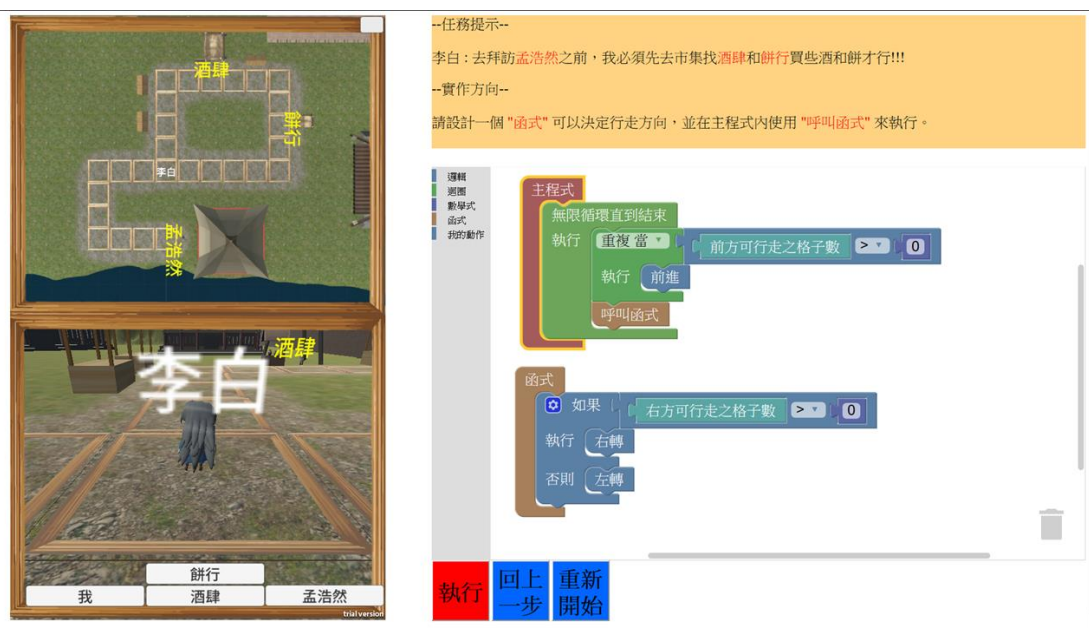 酒肆
餅行
李白
孟浩然
李白
酒肆
餅行
我
酒肆
孟浩然
trial version
--任務提示--
李白：去拜訪孟浩然之前，我必須先去市集找酒肆和餅行買些酒和餅才行!!!
--實作方向--
請設計一個 "函式" 可以決定行走方向，並在主程式內使用 "呼叫函式" 來執行。
邏輯
迴圈
數學式
函式
我的動作
主程式
無限循環直到結束
執行 重複 當 前方可行走之格子數 > 0
執行 前進
呼叫函式
函式
如果 右方可行走之格子數 > 0
執行 右轉
否則 左轉
執行
回上一步
重新開始